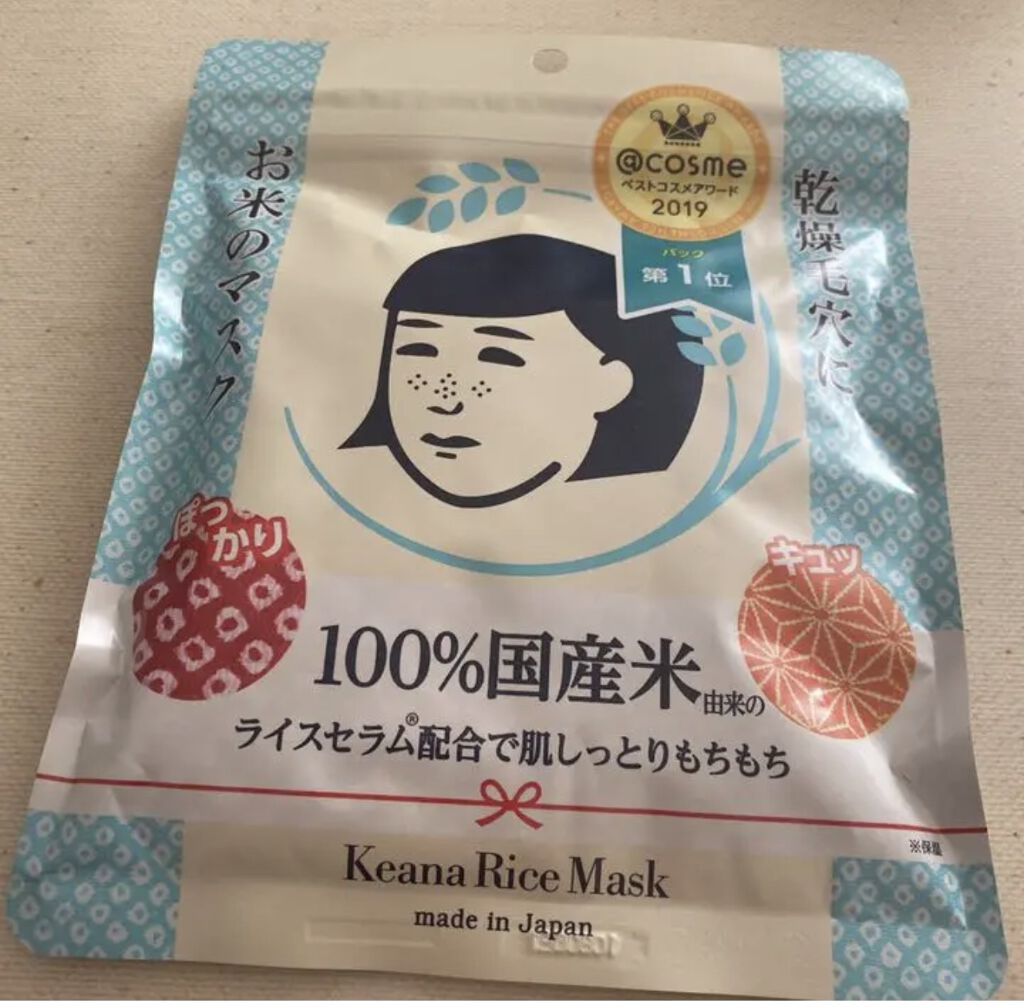 @cosme
ベストコスメアワード
2019
パック
第1位
乾燥毛穴に
お米のマスク
ぽっかり
キュッ
100%国産米由来の
ライスセラム®配合で肌しっとりもちもち
※保湿
Keana Rice Mask
made in Japan